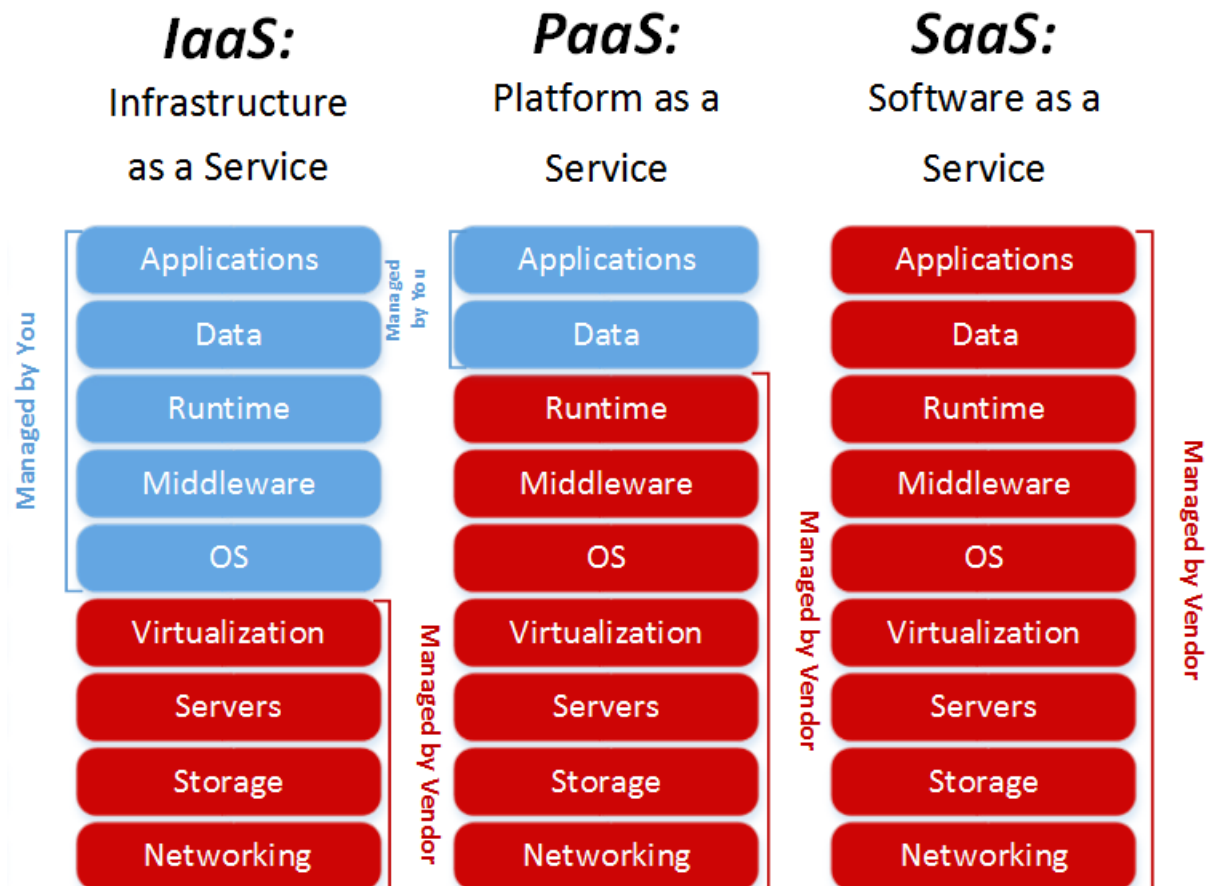 IaaS:
Infrastructure
as a Service
Managed by You
Applications
Data
Runtime
Middleware
OS
Virtualization
Servers
Storage
Networking
Managed by Vendor
PaaS:
Platform as a
Service
Managed
by You
Applications
Data
Runtime
Middleware
OS
Virtualization
Servers
Storage
Networking
Managed by Vendor
SaaS:
Software as a
Service
Applications
Data
Runtime
Middleware
OS
Virtualization
Servers
Storage
Networking
Managed by Vendor